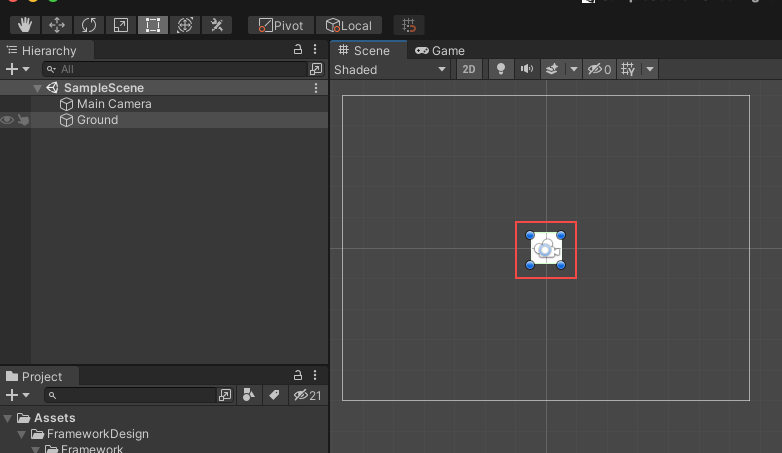 Pivot
Local
Hierarchy
All
SampleScene
Main Camera
Ground
Scene
Game
Shaded
2D
0
Project
21
Assets
FrameworkDesign
Framework